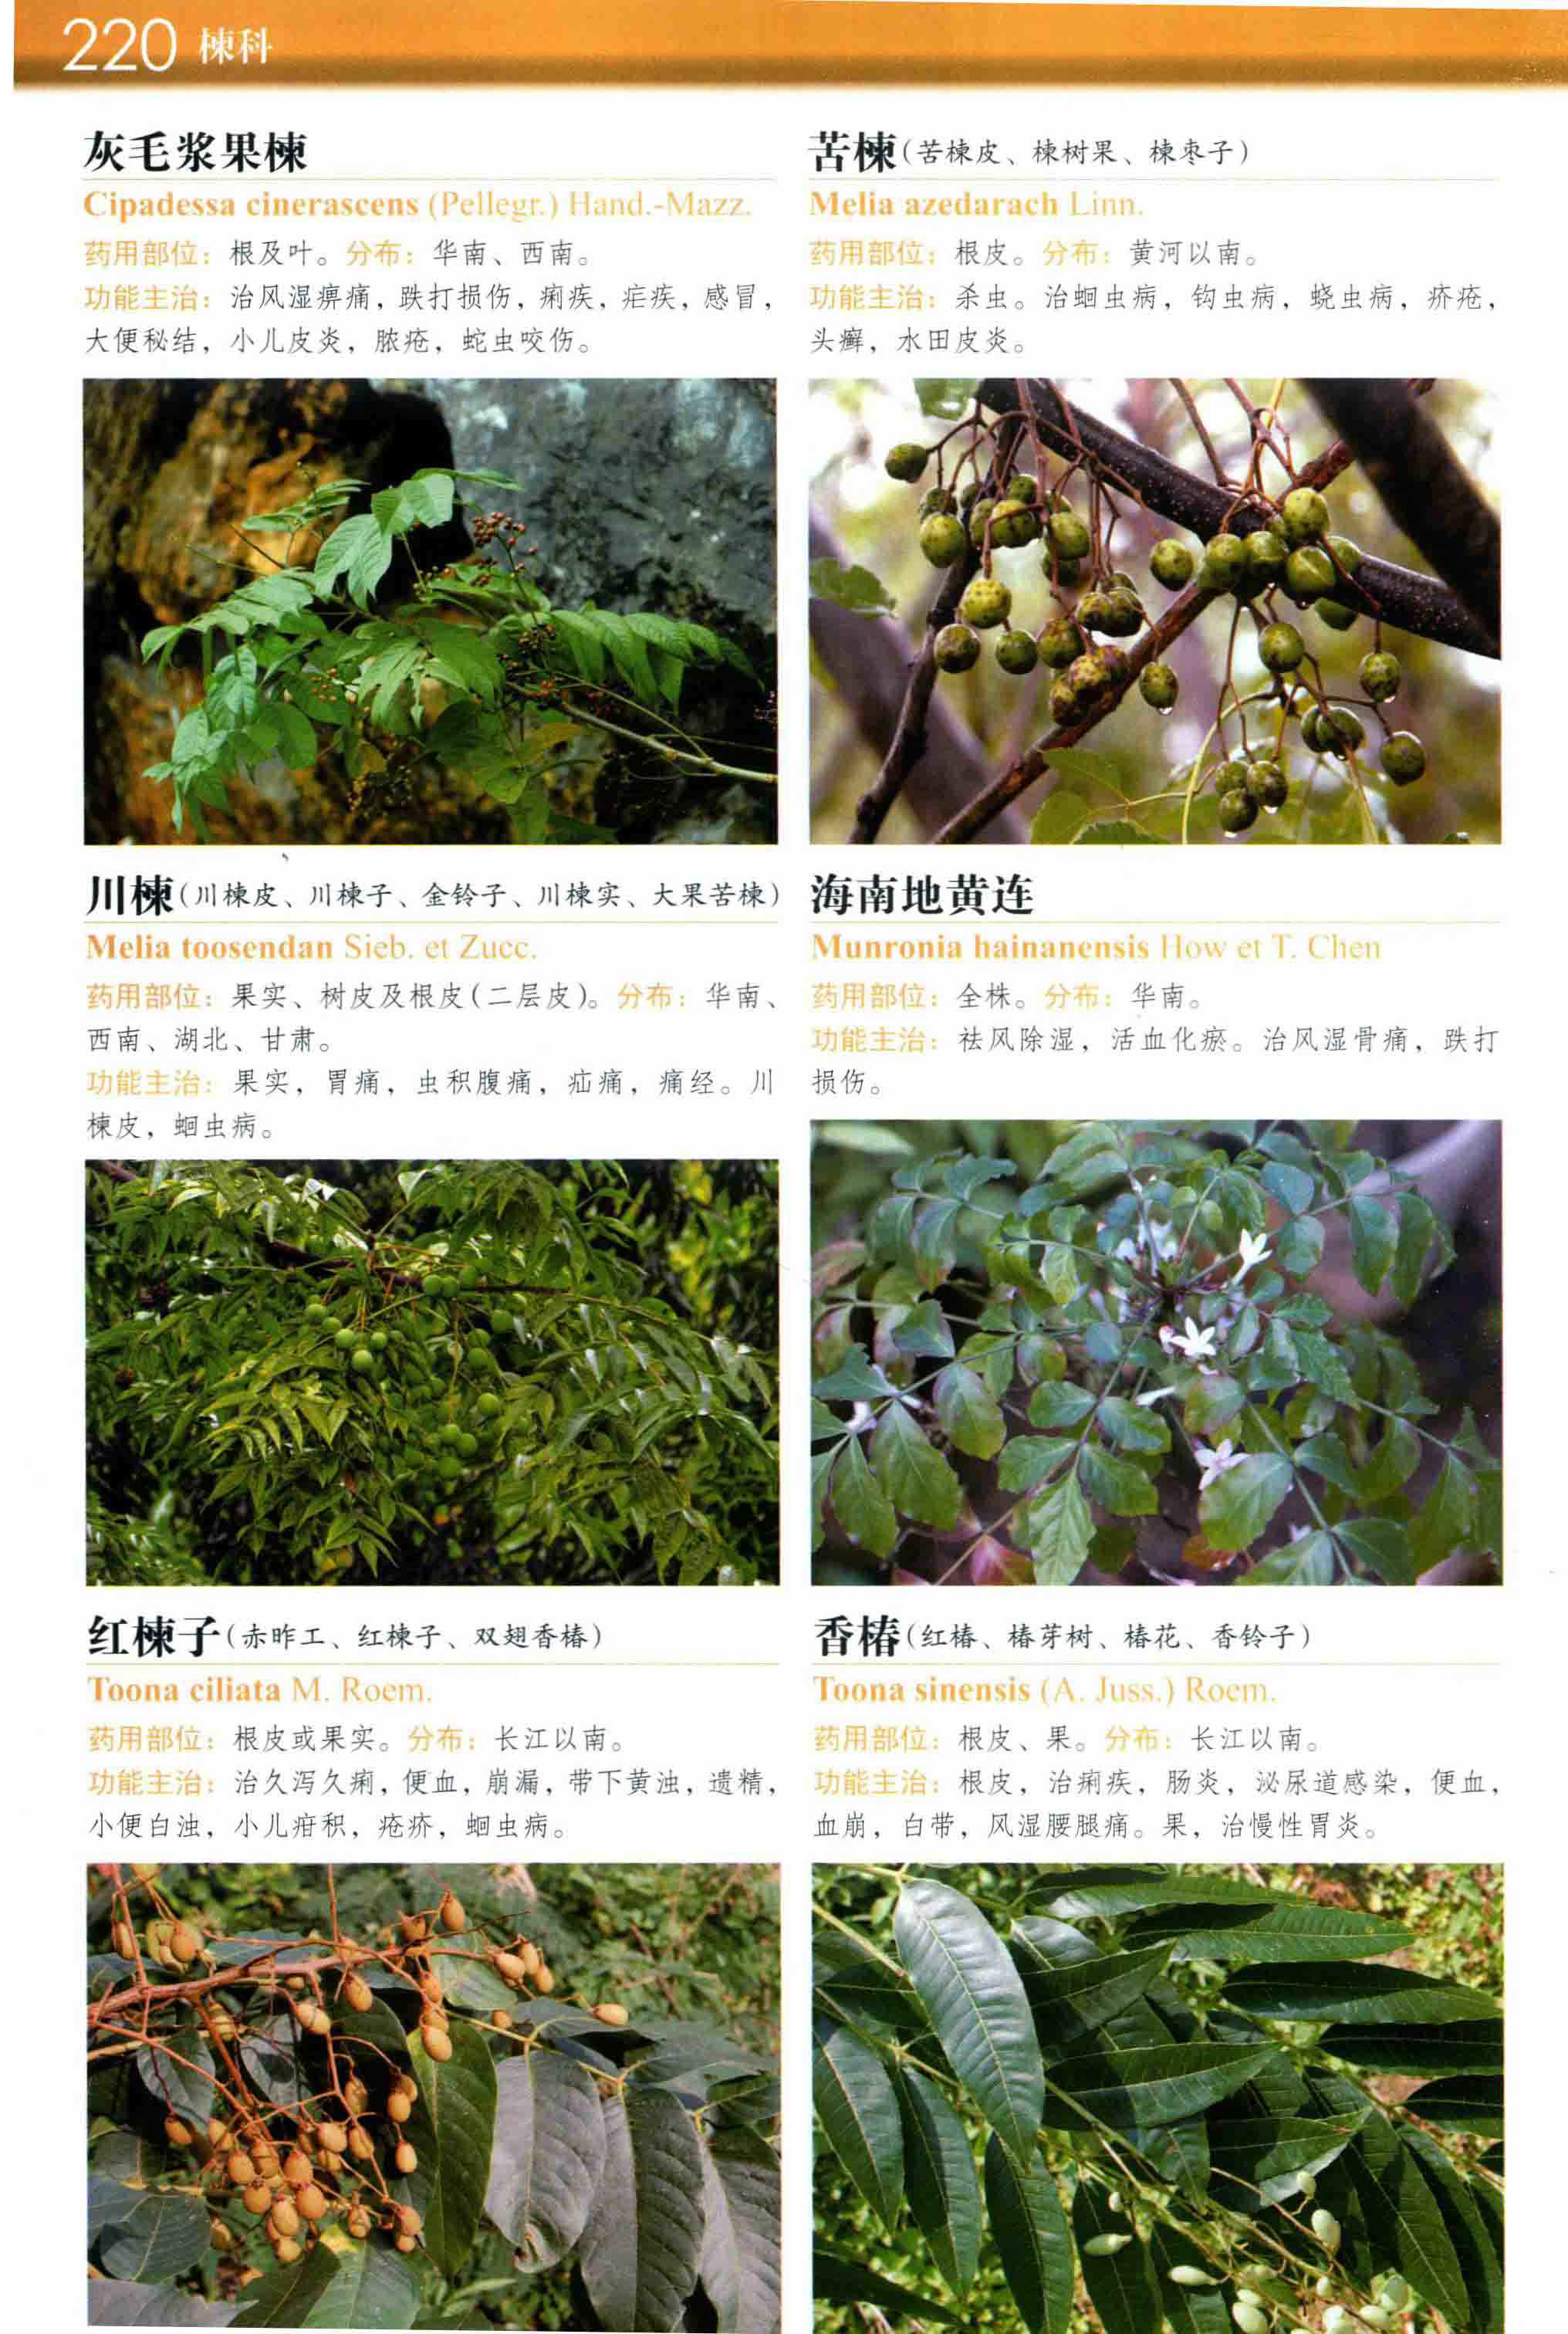 220 楝科
灰毛浆果楝
Cipadessa cinerascens (Pellegr.) Hand.-Mazz.
药用部位：根及叶。分布：华南、西南。
功能主治：治风湿痹痛，跌打损伤，痢疾，疟疾，感冒，
大便秘结，小儿皮炎，脓疮，蛇虫咬伤。
苦楝（苦楝皮、楝树果、楝枣子）
Melia azedarach Linn.
药用部位：根皮。分布：黄河以南。
功能主治：杀虫。治蛔虫病，钩虫病，蛲虫病，疥疮，
头癣，水田皮炎。
川楝（川楝皮、川楝子、金铃子、川楝实、大果苦楝）
Melia toosendan Sieb. et Zucc.
药用部位：果实、树皮及根皮（二层皮）。分布：华南、
西南、湖北、甘肃。
功能主治：果实，胃痛，虫积腹痛，疝痛，痛经。川
楝皮，蛔虫病。
海南地黄连
Munronia hainanensis How et T. Chen
药用部位：全株。分布：华南。
功能主治：祛风除湿，活血化瘀。治风湿骨痛，跌打
损伤。
红楝子（赤昨工、红楝子、双翅香椿）
Toona ciliata M. Roem.
药用部位：根皮或果实。分布：长江以南。
功能主治：治久泻久痢，便血，崩漏，带下黄浊，遗精，
小便白浊，小儿疳积，疮疥，蛔虫病。
香椿（红椿、椿芽树、椿花、香铃子）
Toona sinensis (A. Juss.) Roem.
药用部位：根皮、果。分布：长江以南。
功能主治：根皮，治痢疾，肠炎，泌尿道感染，便血，
血崩，白带，风湿腰腿痛。果，治慢性胃炎。